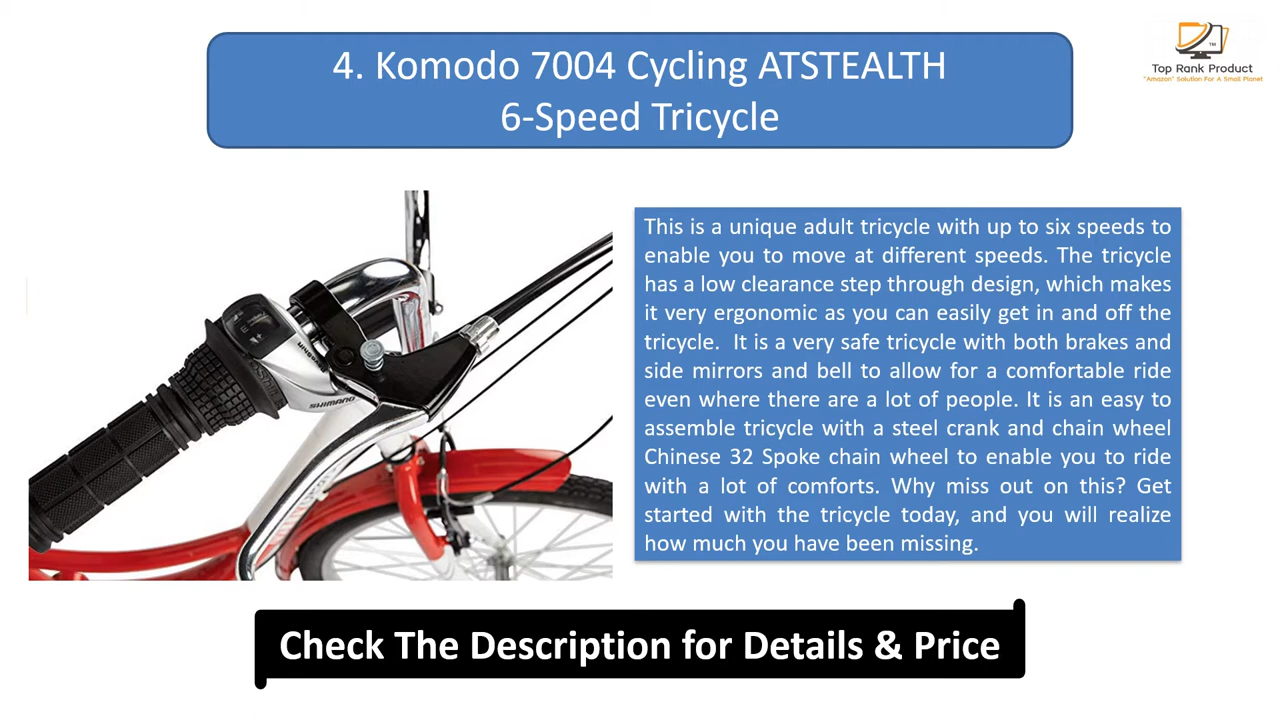 4. Komodo 7004 Cycling ATSTEALTH
6-Speed Tricycle
TM
Top Rank Product
"Amazon" Solution For A Small Planet
This is a unique adult tricycle with up to six speeds to
enable you to move at different speeds. The tricycle
has a low clearance step through design, which makes
it very ergonomic as you can easily get in and off the
tricycle.  It is a very safe tricycle with both brakes and
side mirrors and bell to allow for a comfortable ride
even where there are a lot of people. It is an easy to
assemble tricycle with a steel crank and chain wheel
Chinese 32 Spoke chain wheel to enable you to ride
with a lot of comforts. Why miss out on this? Get
started with the tricycle today, and you will realize
how much you have been missing.
SHIMANO
Check The Description for Details & Price